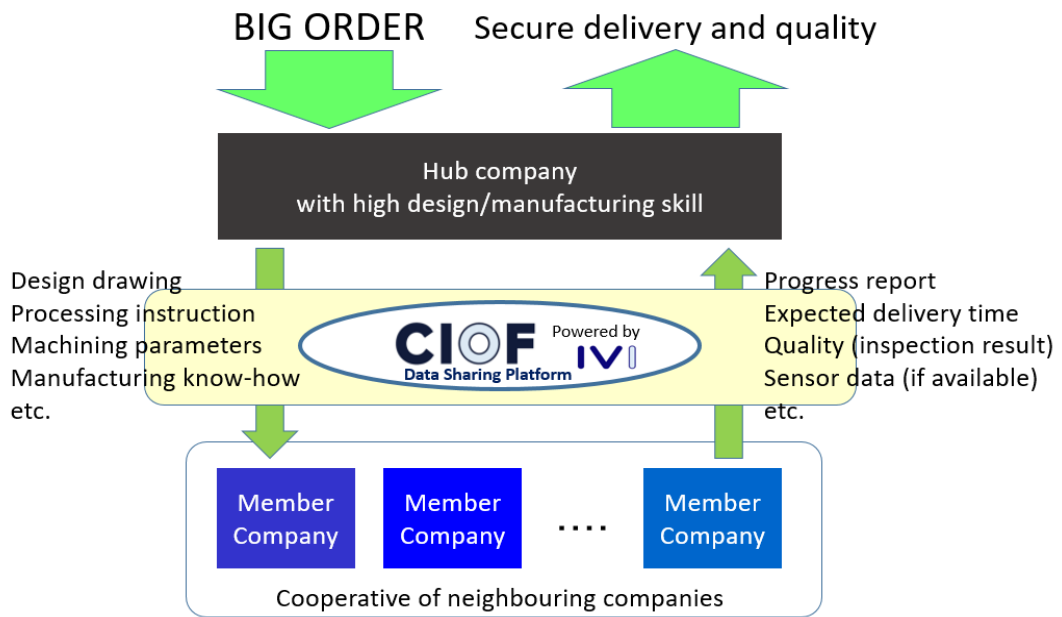 BIG ORDER
Secure delivery and quality
Hub company
with high design/manufacturing skill
Design drawing
Processing instruction
Machining parameters
Manufacturing know-how
etc.
CIOF
Data Sharing Platform
Powered by
IVI
Progress report
Expected delivery time
Quality (inspection result)
Sensor data (if available)
etc.
Member
Company
Member
Company
....
Member
Company
Cooperative of neighbouring companies